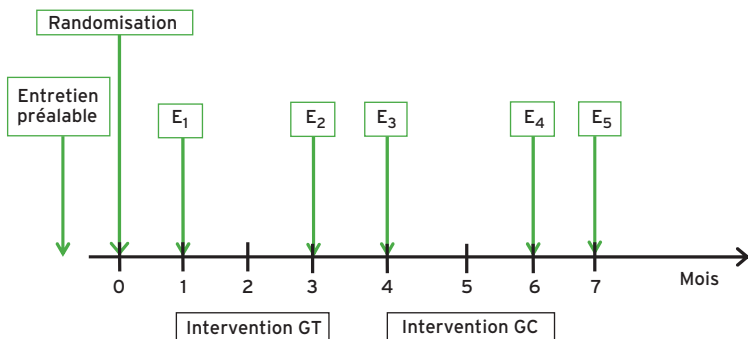 Randomisation
Entretien
préalable
E₁
E₂
E₃
E₄
E₅
0
1
2
3
4
5
6
7
Mois
Intervention GT
Intervention GC